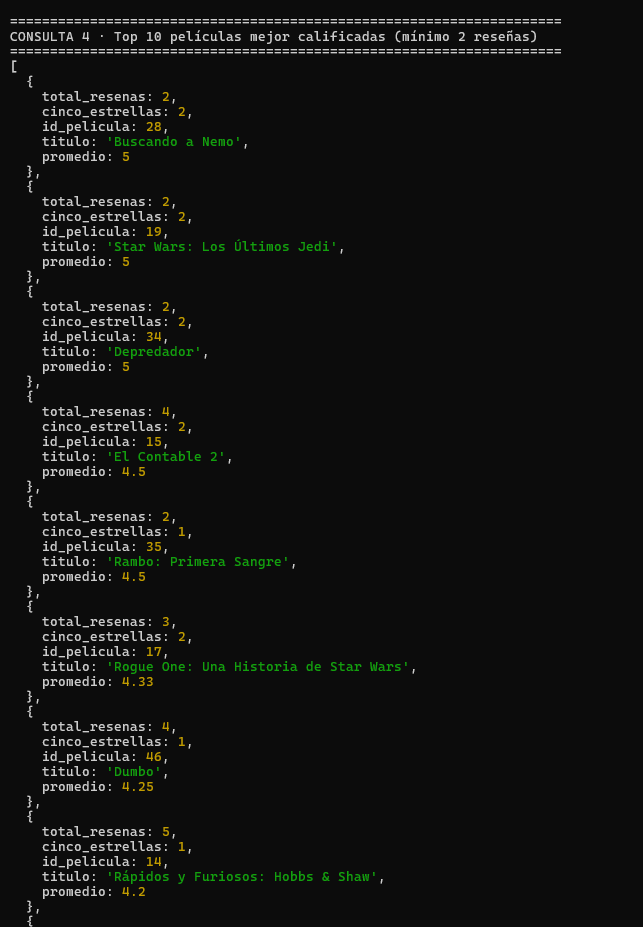 =====================================================================
CONSULTA 4 · Top 10 películas mejor calificadas (mínimo 2 reseñas)
=====================================================================
[
  {
    total_resenas: 2,
    cinco_estrellas: 2,
    id_pelicula: 28,
    titulo: 'Buscando a Nemo',
    promedio: 5
  },
  {
    total_resenas: 2,
    cinco_estrellas: 2,
    id_pelicula: 19,
    titulo: 'Star Wars: Los Últimos Jedi',
    promedio: 5
  },
  {
    total_resenas: 2,
    cinco_estrellas: 2,
    id_pelicula: 34,
    titulo: 'Depredador',
    promedio: 5
  },
  {
    total_resenas: 4,
    cinco_estrellas: 2,
    id_pelicula: 15,
    titulo: 'El Contable 2',
    promedio: 4.5
  },
  {
    total_resenas: 2,
    cinco_estrellas: 1,
    id_pelicula: 35,
    titulo: 'Rambo: Primera Sangre',
    promedio: 4.5
  },
  {
    total_resenas: 3,
    cinco_estrellas: 2,
    id_pelicula: 17,
    titulo: 'Rogue One: Una Historia de Star Wars',
    promedio: 4.33
  },
  {
    total_resenas: 4,
    cinco_estrellas: 1,
    id_pelicula: 46,
    titulo: 'Dumbo',
    promedio: 4.25
  },
  {
    total_resenas: 5,
    cinco_estrellas: 1,
    id_pelicula: 14,
    titulo: 'Rápidos y Furiosos: Hobbs & Shaw',
    promedio: 4.2
  },
  {